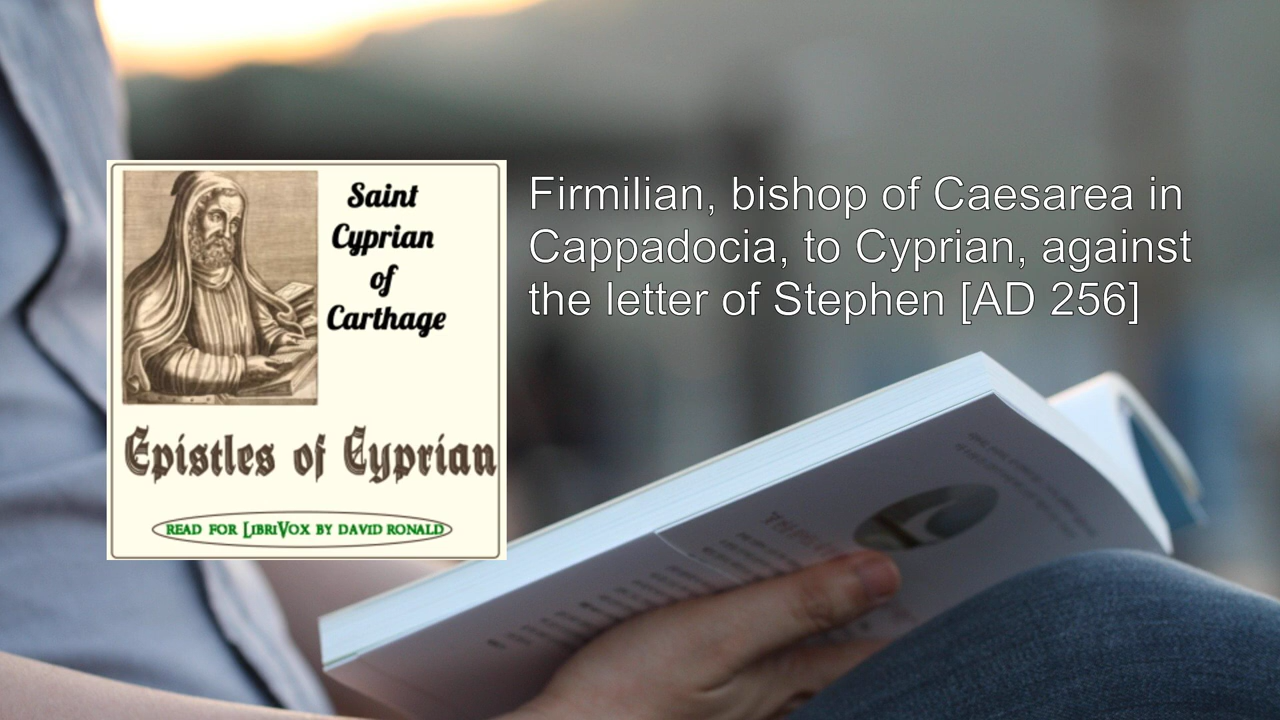 Saint
Cyprian
of
Carthage
Epistles of Cyprian
READ FOR LIBRIVOX BY DAVID RONALD
Firmilian, bishop of Caesarea in
Cappadocia, to Cyprian, against
the letter of Stephen [AD 256]